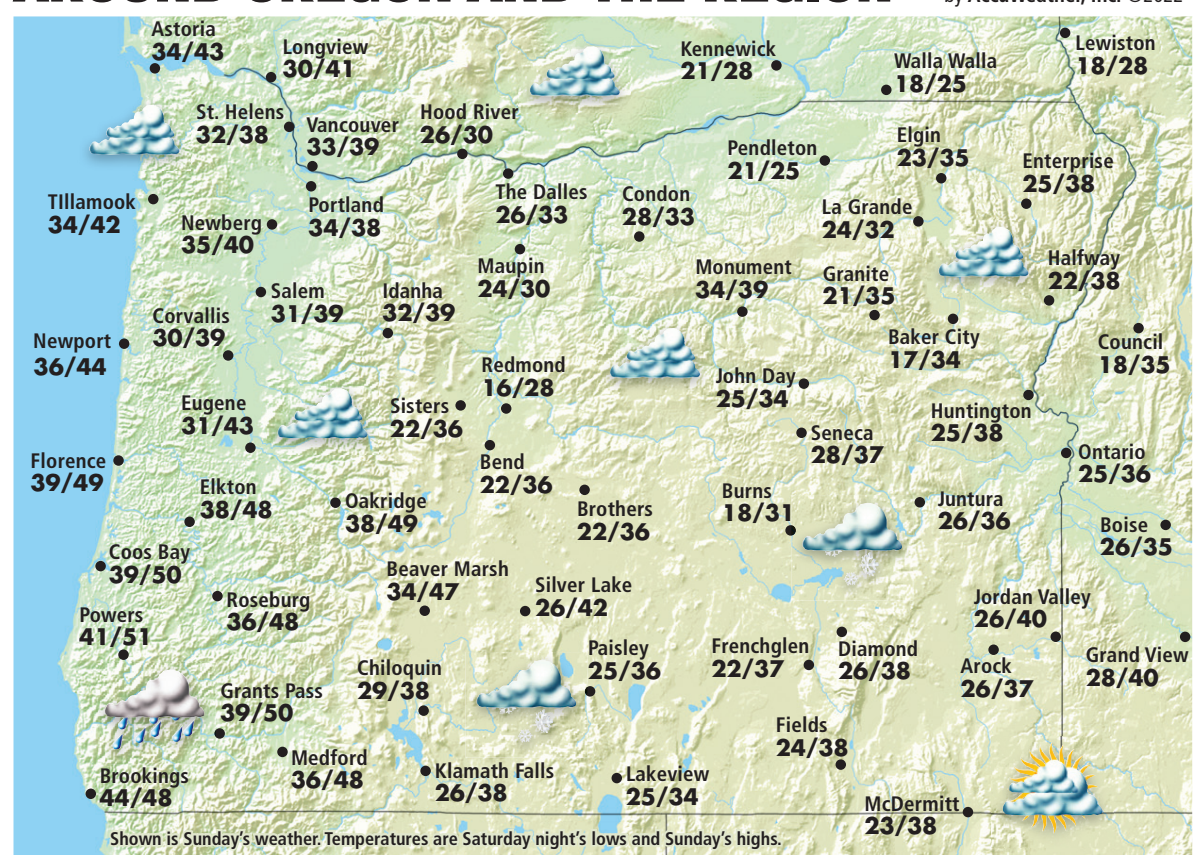 AROUND OREGON AND THE REGION
by AccuWeather, Inc. ©2022
Astoria
34/43
Longview
30/41
Kennewick
21/28
Walla Walla
18/25
Lewiston
18/28
St. Helens
32/38
Vancouver
33/39
Hood River
26/30
Pendleton
21/25
Elgin
23/35
Enterprise
25/38
TIllamook
34/42
Newberg
35/40
Portland
34/38
The Dalles
26/33
Condon
28/33
La Grande
24/32
Maupin
24/30
Monument
34/39
Granite
21/35
Halfway
22/38
Salem
31/39
Idanha
32/39
Corvallis
30/39
Newport
36/44
Baker City
17/34
Council
18/35
Redmond
16/28
John Day
25/34
Eugene
31/43
Sisters
22/36
Huntington
25/38
Seneca
28/37
Ontario
25/36
Florence
39/49
Bend
22/36
Elkton
38/48
Oakridge
38/49
Brothers
22/36
Burns
18/31
Juntura
26/36
Boise
26/35
Coos Bay
39/50
Beaver Marsh
34/47
Silver Lake
26/42
Roseburg
36/48
Powers
41/51
Jordan Valley
26/40
Paisley
25/36
Frenchglen
22/37
Diamond
26/38
Arock
26/37
Grand View
28/40
Chiloquin
29/38
Grants Pass
39/50
Fields
24/38
Medford
36/48
Klamath Falls
26/38
Lakeview
25/34
Brookings
44/48
McDermitt
23/38
Shown is Sunday's weather. Temperatures are Saturday night's lows and Sunday's highs.